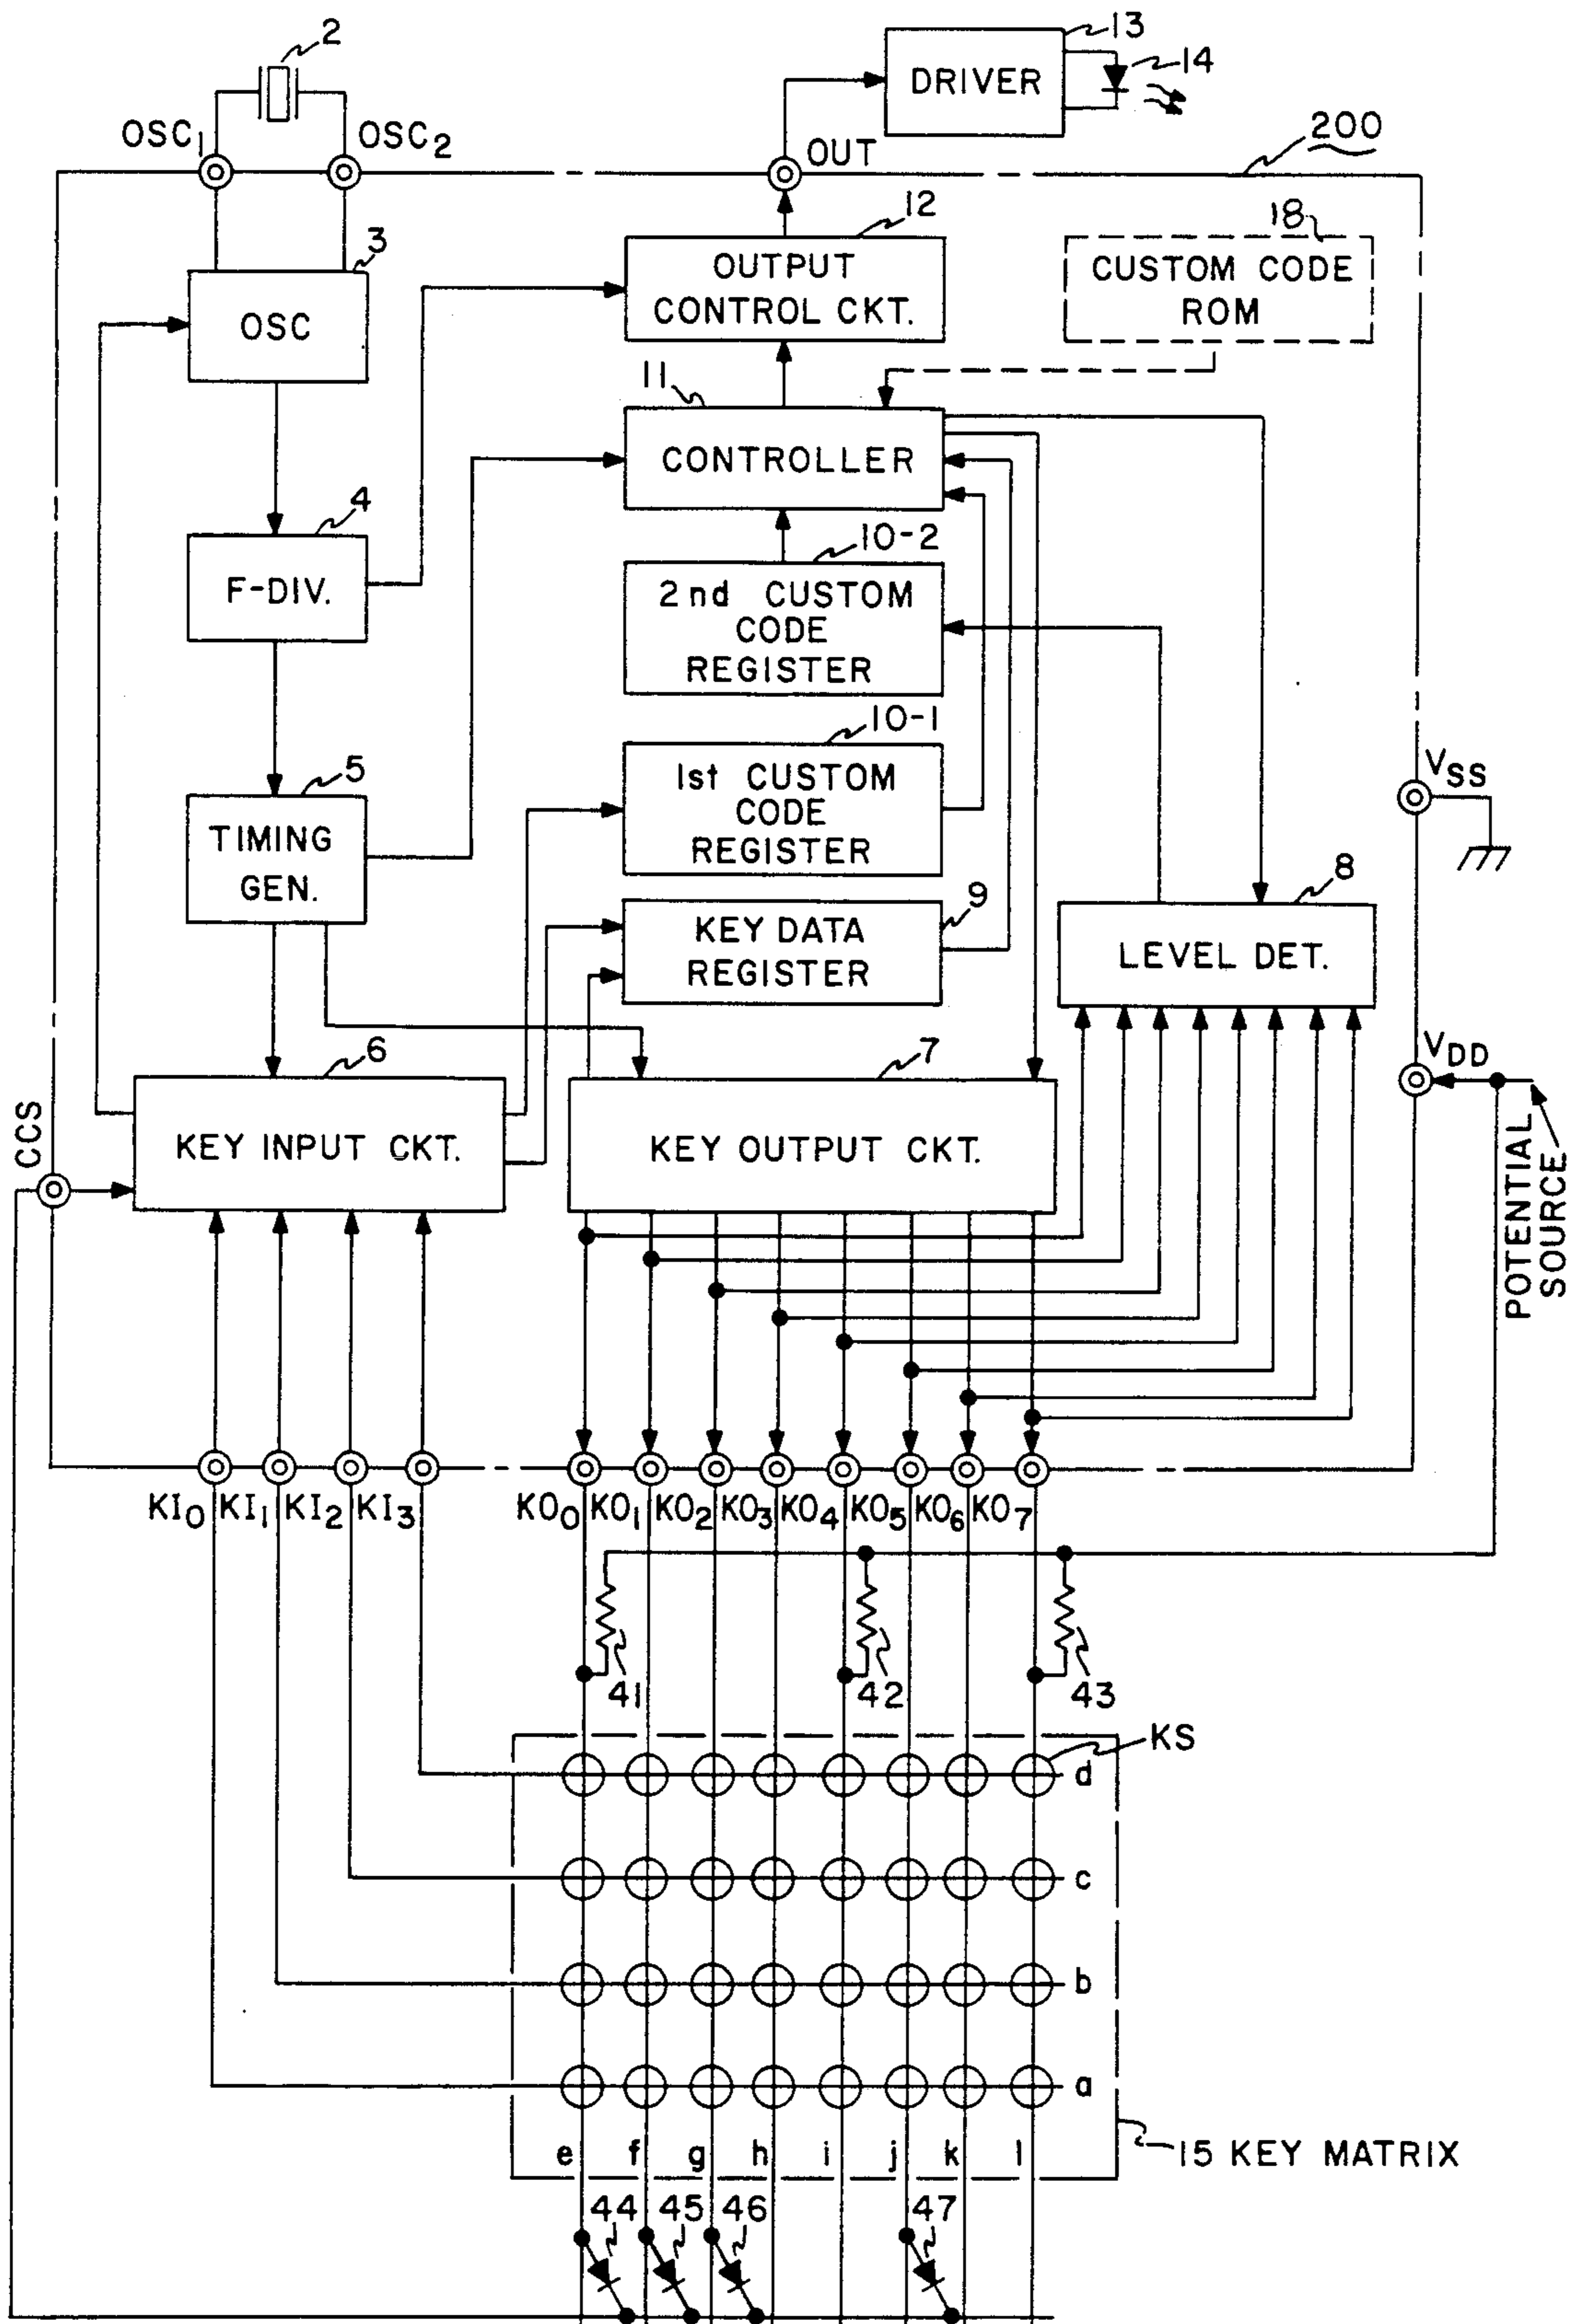 2
13
DRIVER
14
OSC1
OSC2
OUT
200
12
18
3
OUTPUT
CONTROL CKT.
CUSTOM CODE
ROM
OSC
11
CONTROLLER
4
10-2
F-DIV.
2nd CUSTOM
CODE
REGISTER
10-1
5
1st CUSTOM
CODE
REGISTER
VSS
TIMING
GEN.
8
9
KEY DATA
REGISTER
LEVEL DET.
6
7
VDD
CCS
KEY INPUT CKT.
KEY OUTPUT CKT.
POTENTIAL
SOURCE
KI0 KI1 KI2 KI3
KO0 KO1 KO2 KO3 KO4 KO5 KO6 KO7
41
42
43
KS
d
c
b
a
e f g h i j k l
15 KEY MATRIX
44 45 46 47